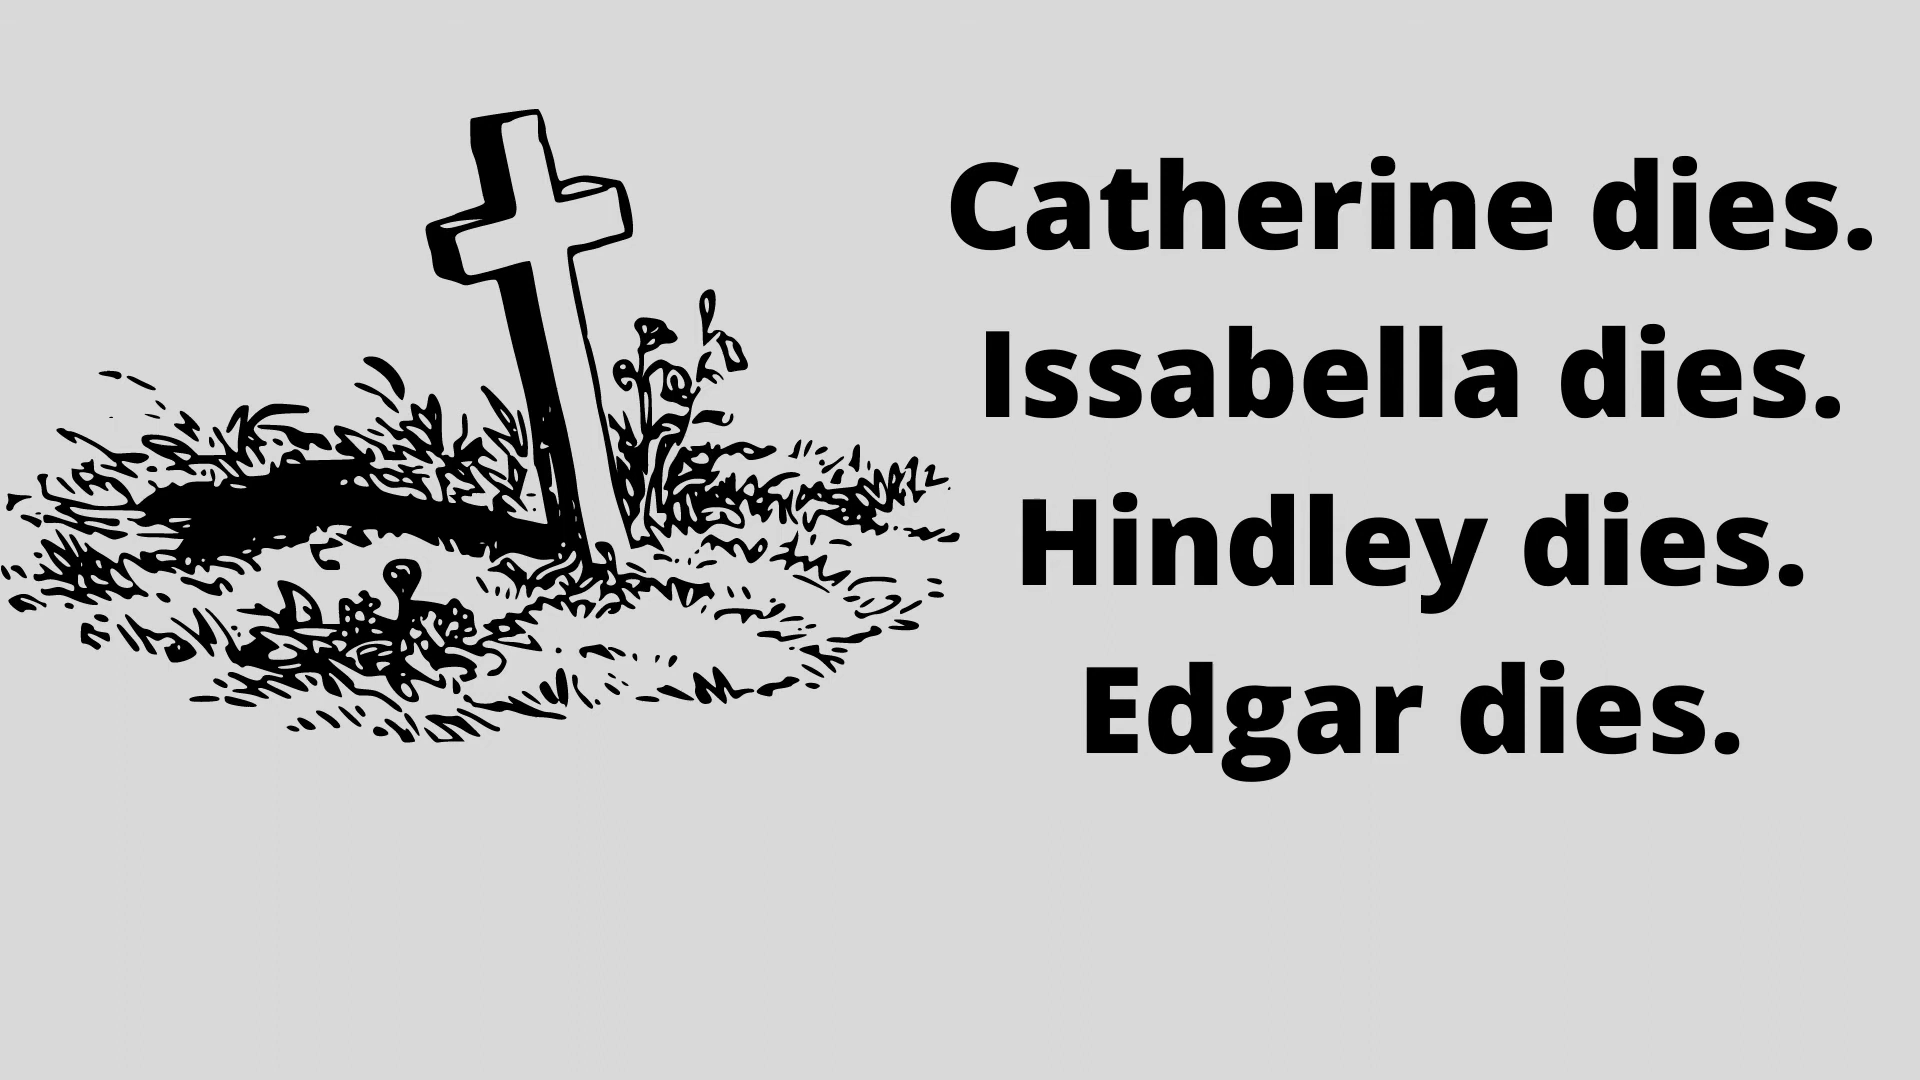 Catherine dies.
Issabella dies.
Hindley dies.
Edgar dies.